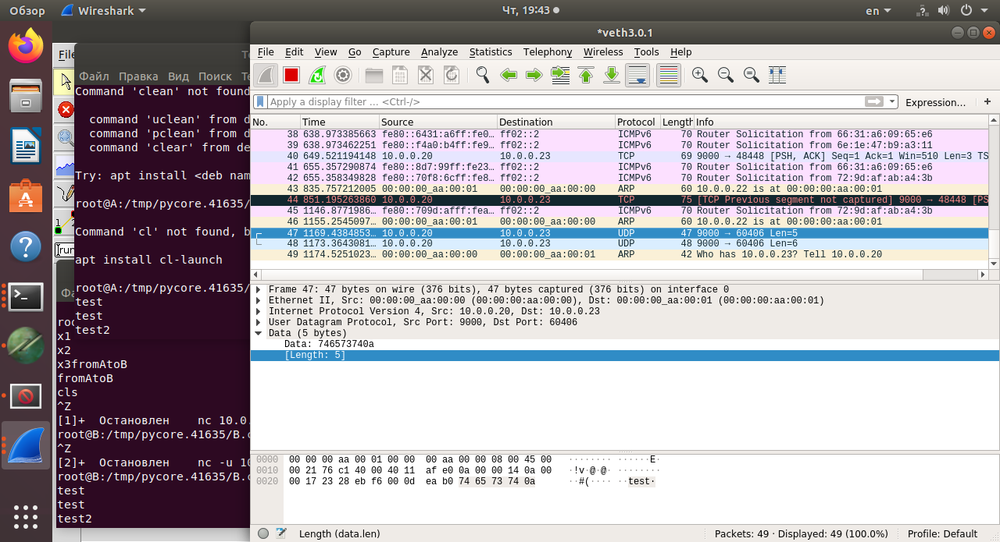 Обзор Wireshark Чт, 19:43 en
File
Файл Правка Вид Поиск Те
Command 'clean' not found
command 'uclean' from d
command 'pclean' from d
command 'clear' from de
Try: apt install <deb nam
root@A:/tmp/pycore.41635/
Command 'cl' not found, b
apt install cl-launch
root@A:/tmp/pycore.41635/
test
test
test2
x1
x2
x3fromAtoB
fromAtoB
cls
^Z
[1]+ Остановлен nc 10.0.
root@B:/tmp/pycore.41635/B.c
^Z
[2]+ Остановлен nc -u 10
root@B:/tmp/pycore.41635/B.c
test
test
test2
*veth3.0.1
File Edit View Go Capture Analyze Statistics Telephony Wireless Tools Help
Apply a display filter … <Ctrl-/> Expression… +
No. Time Source Destination Protocol Length Info
38 638.973385663 fe80::6431:a6ff:fe0… ff02::2 ICMPv6 70 Router Solicitation from 66:31:a6:09:65:e6
39 638.973462251 fe80::f4a0:b4ff:fe9… ff02::2 ICMPv6 70 Router Solicitation from 6e:1e:47:b9:a3:11
40 649.521194148 10.0.0.20 10.0.0.23 TCP 69 9000 → 48448 [PSH, ACK] Seq=1 Ack=1 Win=510 Len=3 TS
41 655.357290874 fe80::8d7:99ff:fe23… ff02::2 ICMPv6 70 Router Solicitation from 66:31:a6:09:65:e6
42 655.358349828 fe80::70f8:6cff:fe8… ff02::2 ICMPv6 70 Router Solicitation from 72:9d:af:ab:a4:3b
43 835.757212005 00:00:00_aa:00:01 00:00:00_aa:00:00 ARP 60 10.0.0.22 is at 00:00:00:aa:00:01
44 851.195263860 10.0.0.20 10.0.0.23 TCP 75 [TCP Previous segment not captured] 9000 → 48448 [PS
45 1146.8771986… fe80::709d:afff:fea… ff02::2 ICMPv6 70 Router Solicitation from 72:9d:af:ab:a4:3b
46 1155.2545097… 00:00:00_aa:00:01 00:00:00_aa:00:00 ARP 60 10.0.0.22 is at 00:00:00:aa:00:01
47 1169.4384853… 10.0.0.20 10.0.0.23 UDP 47 9000 → 60406 Len=5
48 1173.3643081… 10.0.0.20 10.0.0.23 UDP 48 9000 → 60406 Len=6
49 1174.5251023… 00:00:00_aa:00:00 00:00:00_aa:00:01 ARP 42 Who has 10.0.0.23? Tell 10.0.0.20
Frame 47: 47 bytes on wire (376 bits), 47 bytes captured (376 bits) on interface 0
Ethernet II, Src: 00:00:00_aa:00:00 (00:00:00:aa:00:00), Dst: 00:00:00_aa:00:01 (00:00:00:aa:00:01)
Internet Protocol Version 4, Src: 10.0.0.20, Dst: 10.0.0.23
User Datagram Protocol, Src Port: 9000, Dst Port: 60406
Data (5 bytes)
Data: 746573740a
[Length: 5]
0000 00 00 00 aa 00 01 00 00 00 aa 00 00 08 00 45 00 ········ ······E·
0010 00 21 76 c1 40 00 40 11 af e0 0a 00 00 14 0a 00 ·!v·@·@· ········
0020 00 17 23 28 eb f6 00 0d ea b0 74 65 73 74 0a ··#(···· ··test·
Length (data.len) Packets: 49 · Displayed: 49 (100.0%) Profile: Default